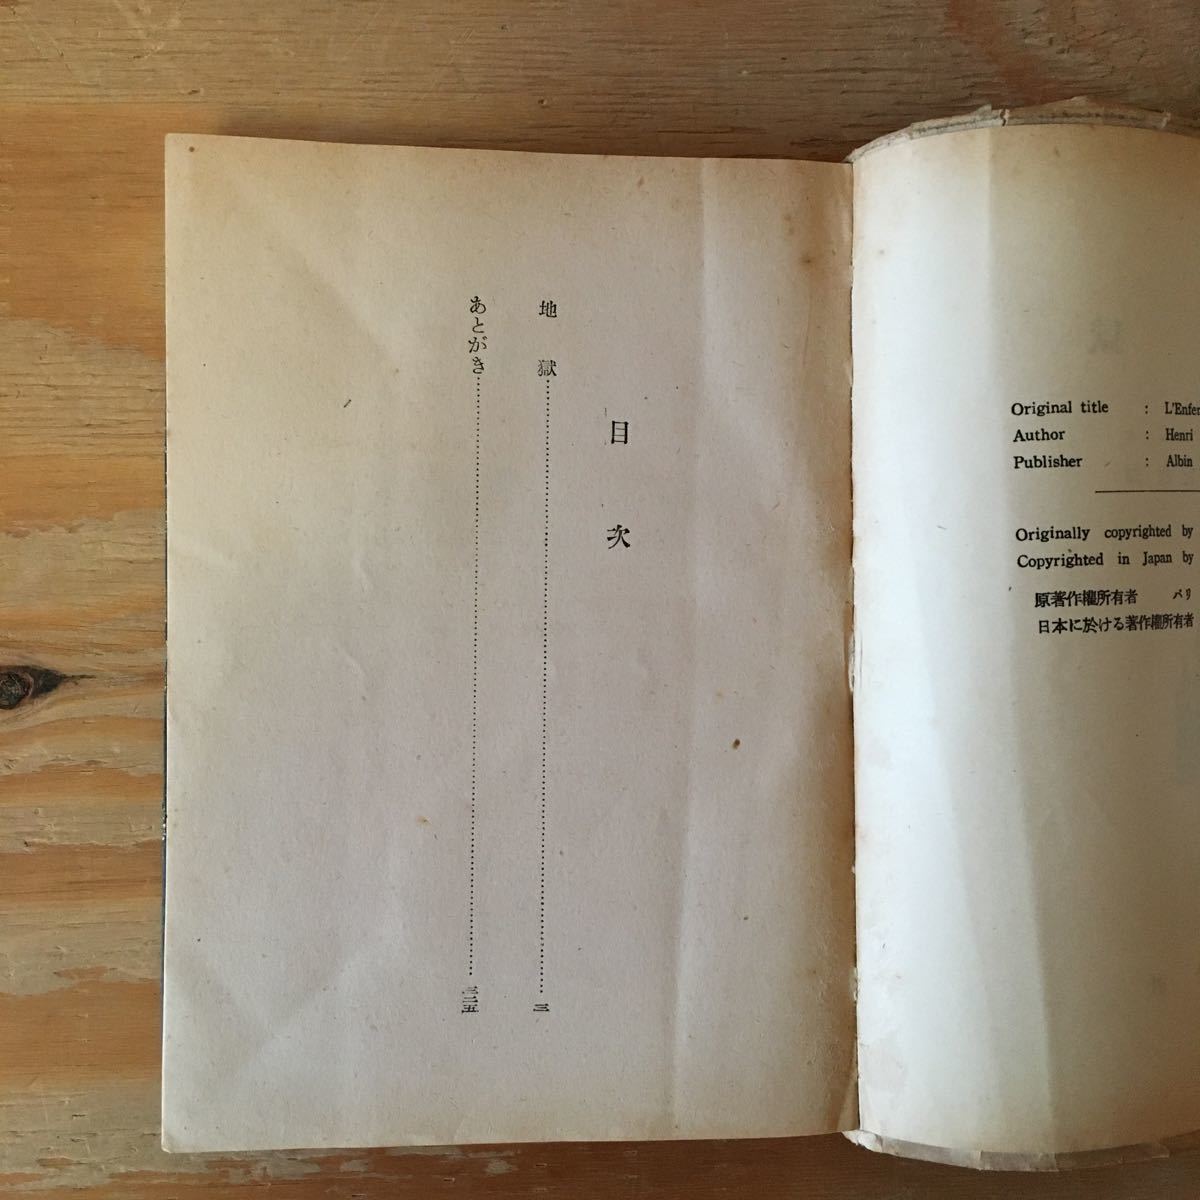 Original title : L'Enfer
Author : Henri
Publisher : Albin
Originally copyrighted by
Copyrighted in Japan by
原著作權所有者 パリ
日本に於ける著作權所有者
目次
地獄……三
あとがき……三二五